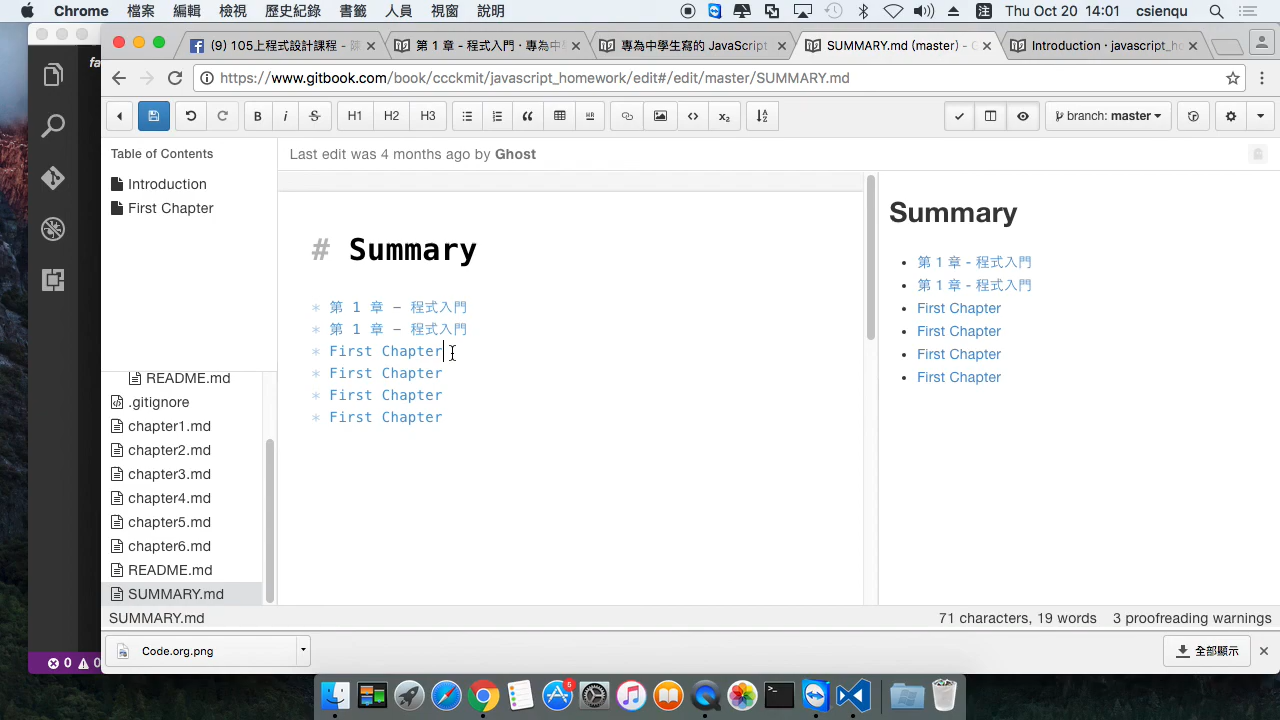 Chrome 檔案 編輯 檢視 歷史紀錄 書籤 人員 視窗 說明 注 Thu Oct 20 14:01 csienqu
(9) 105上程式設計課程 - 第 1 章 - 程式入門 · 專為中 專為中學生寫的 JavaScript SUMMARY.md (master) - G Introduction · javascript_ho
https://www.gitbook.com/book/ccckmit/javascript_homework/edit#/edit/master/SUMMARY.md
B i S H1 H2 H3 branch: master
Table of Contents
Last edit was 4 months ago by Ghost
Introduction
First Chapter
# Summary
* 第 1 章 - 程式入門
* 第 1 章 - 程式入門
* First Chapter
* First Chapter
* First Chapter
* First Chapter
Summary
• 第 1 章 - 程式入門
• 第 1 章 - 程式入門
• First Chapter
• First Chapter
• First Chapter
• First Chapter
README.md
.gitignore
chapter1.md
chapter2.md
chapter3.md
chapter4.md
chapter5.md
chapter6.md
README.md
SUMMARY.md
SUMMARY.md 71 characters, 19 words 3 proofreading warnings
Code.org.png 全部顯示
0 0
6